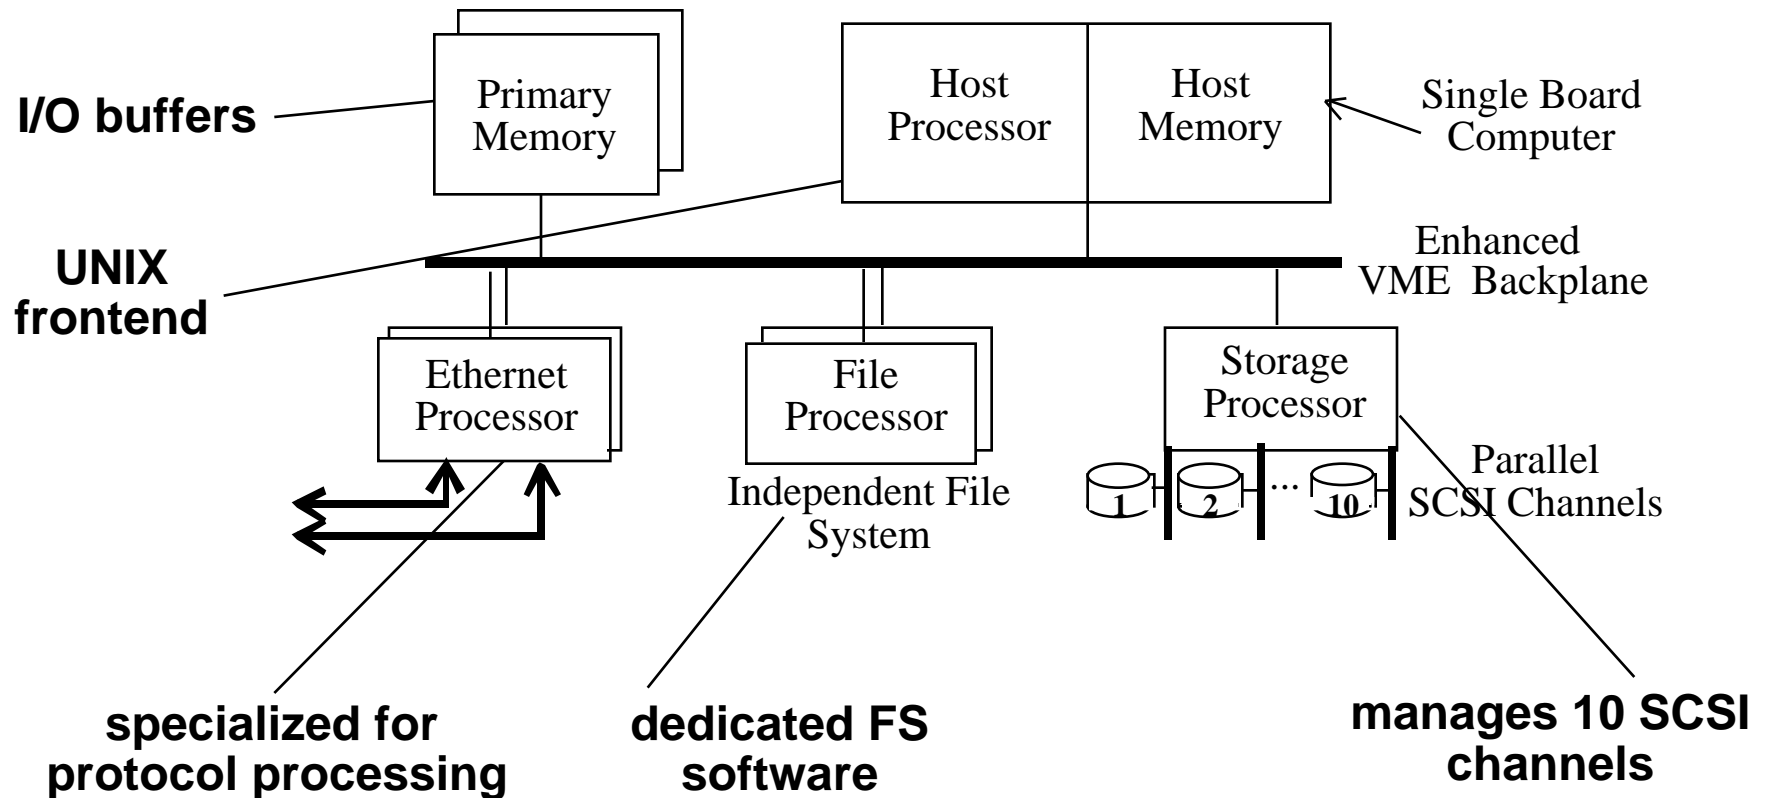 I/O buffers
Primary
Memory
Host
Processor
Host
Memory
Single Board
Computer
UNIX
frontend
Enhanced
VME Backplane
Ethernet
Processor
File
Processor
Storage
Processor
Independent File
System
1
2
...
10
Parallel
SCSI Channels
specialized for
protocol processing
dedicated FS
software
manages 10 SCSI
channels